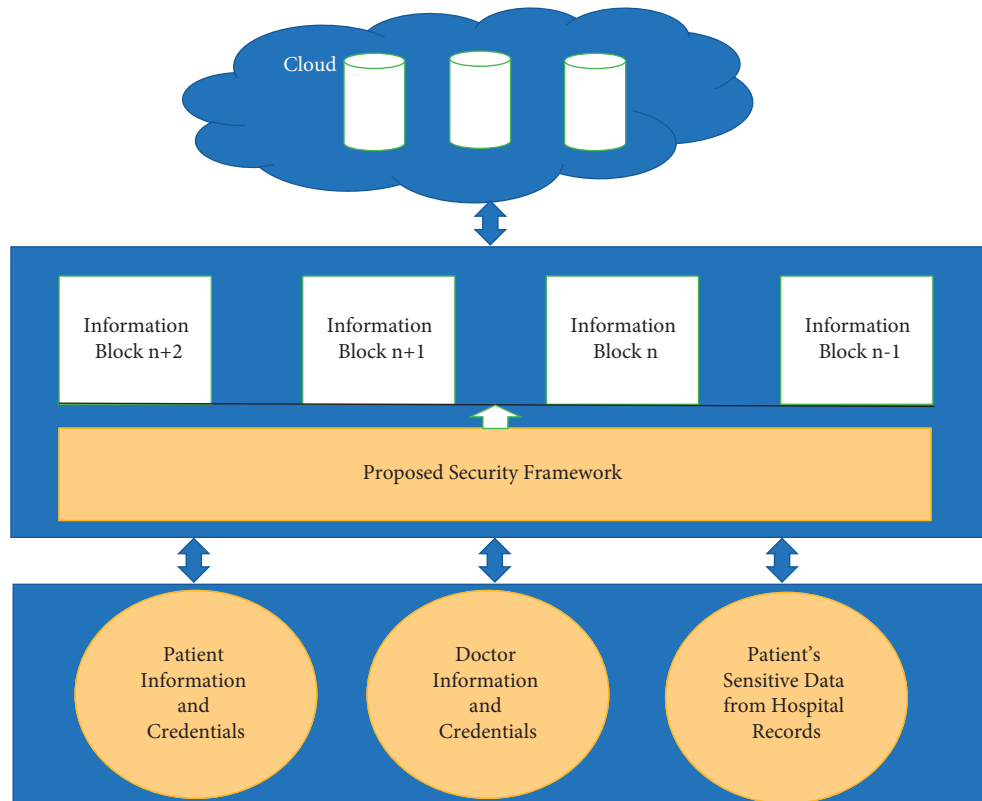 Cloud
Information
Block n+2
Information
Block n+1
Information
Block n
Information
Block n-1
Proposed Security Framework
Patient
Information
and
Credentials
Doctor
Information
and
Credentials
Patient's
Sensitive Data
from Hospital
Records